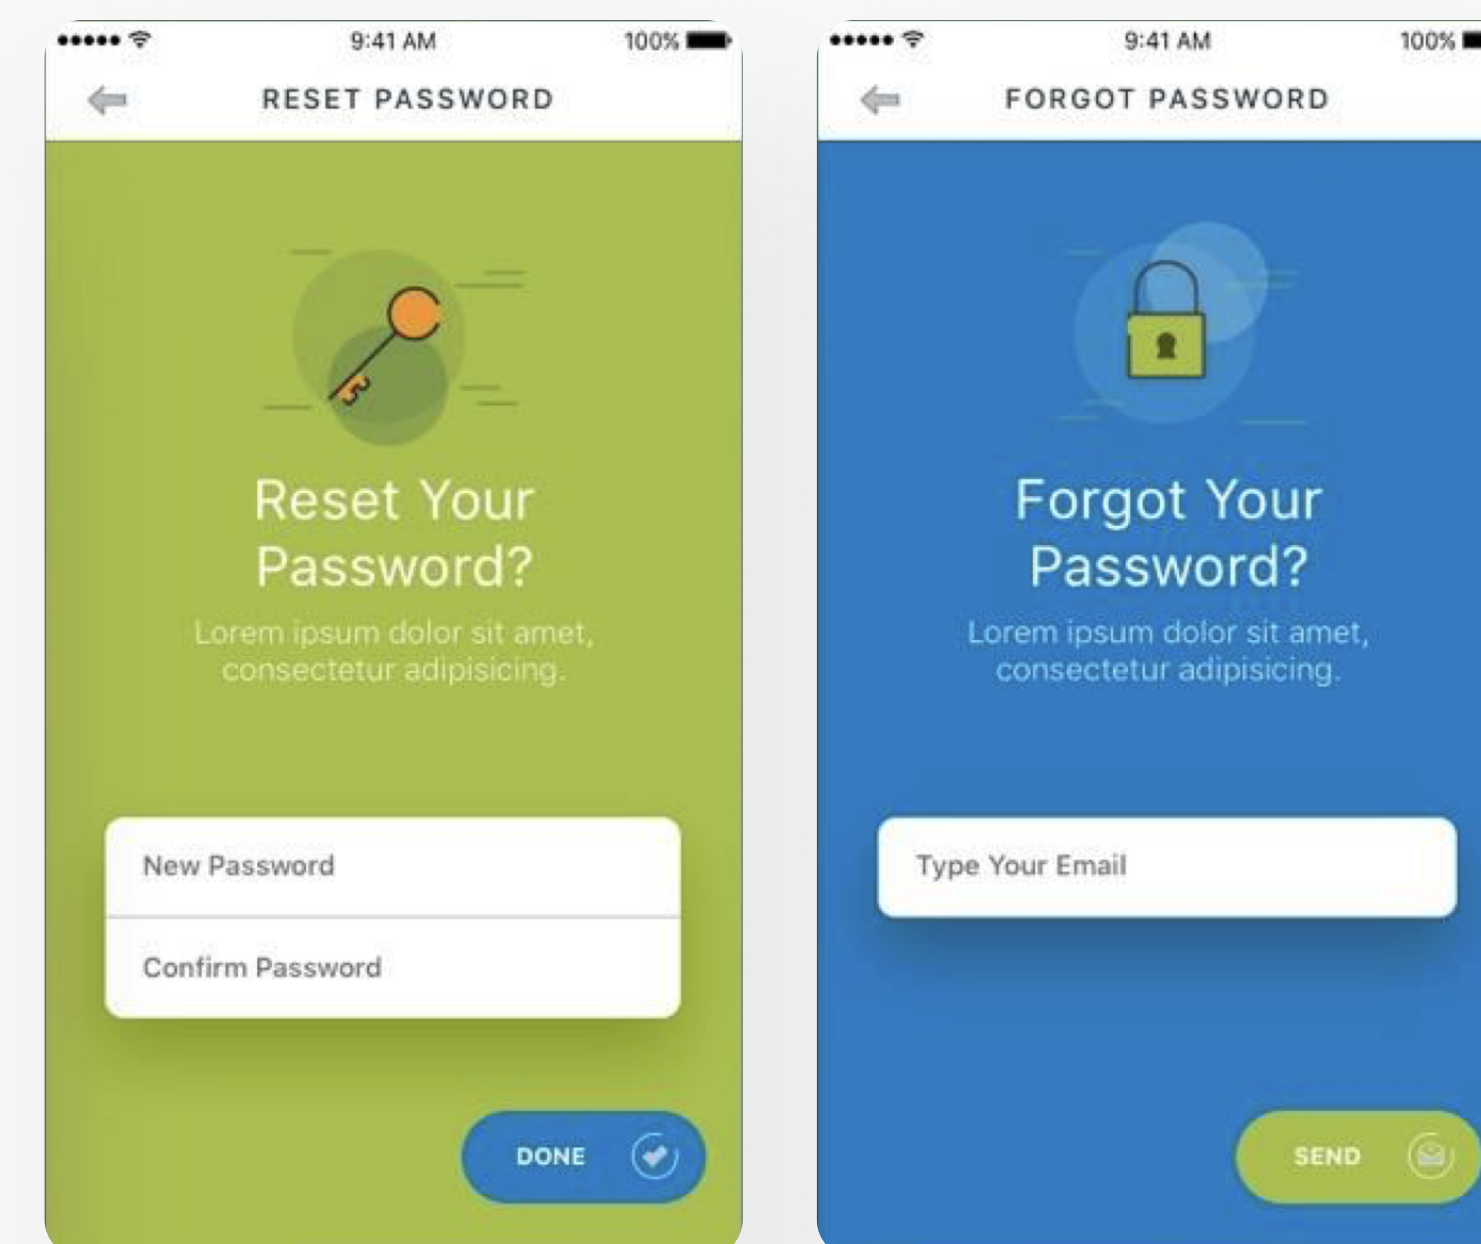 9:41 AM
100%
RESET PASSWORD
Reset Your
Password?
Lorem ipsum dolor sit amet,
consectetur adipisicing.
New Password
Confirm Password
DONE
9:41 AM
100%
FORGOT PASSWORD
Forgot Your
Password?
Lorem ipsum dolor sit amet,
consectetur adipisicing.
Type Your Email
SEND